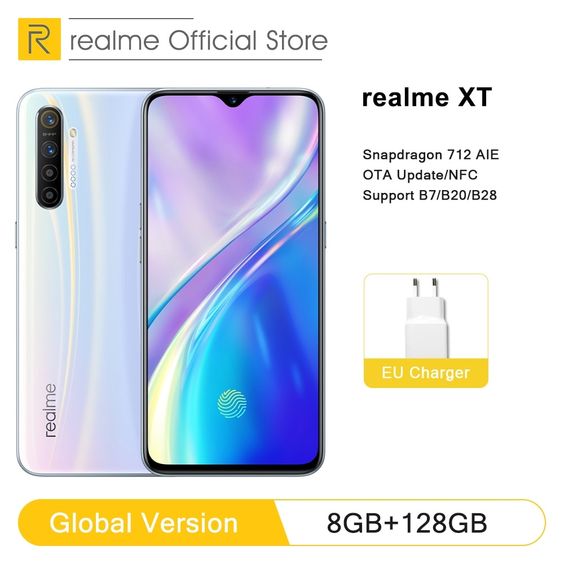 R realme Official Store
realme XT
Snapdragon 712 AIE
OTA Update/NFC
Support B7/B20/B28
realme
EU Charger
Global Version
8GB+128GB